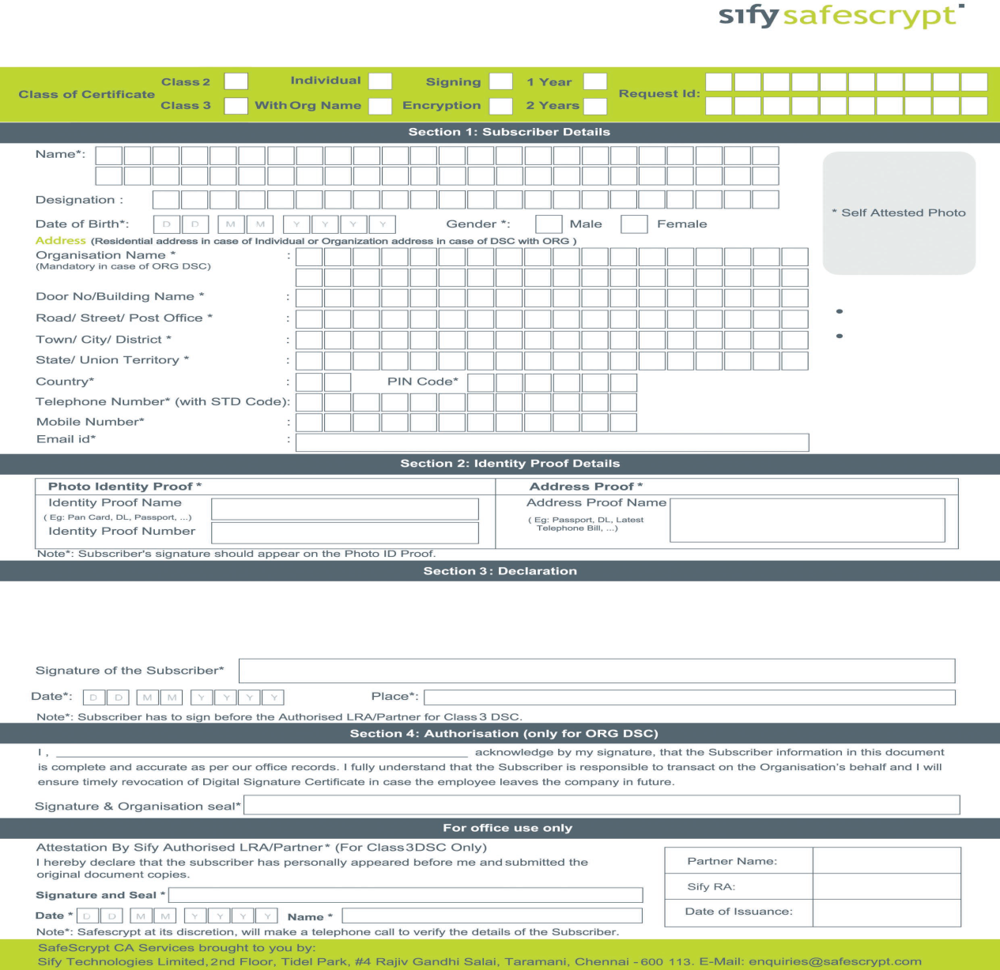 sify safescrypt
Class of Certificate
Class 2 Individual Signing 1 Year
Class 3 With Org Name Encryption 2 Years
Request Id:
Section 1: Subscriber Details
Name*:
Designation :
* Self Attested Photo
Date of Birth*: D D M M Y Y Y Y Gender *: Male Female
Address (Residential address in case of Individual or Organization address in case of DSC with ORG )
Organisation Name * :
(Mandatory in case of ORG DSC)
Door No/Building Name * :
Road/ Street/ Post Office * :
Town/ City/ District * :
State/ Union Territory * :
Country* : PIN Code*
Telephone Number* (with STD Code):
Mobile Number* :
Email id* :
Section 2: Identity Proof Details
Photo Identity Proof * Address Proof *
Identity Proof Name Address Proof Name
( Eg: Pan Card, DL, Passport, ...) ( Eg: Passport, DL, Latest
Telephone Bill, ...)
Identity Proof Number
Note*: Subscriber's signature should appear on the Photo ID Proof.
Section 3: Declaration
Signature of the Subscriber*
Date*: D D M M Y Y Y Y Place*:
Note*: Subscriber has to sign before the Authorised LRA/Partner for Class 3 DSC.
Section 4: Authorisation (only for ORG DSC)
I , acknowledge by my signature, that the Subscriber information in this document
is complete and accurate as per our office records. I fully understand that the Subscriber is responsible to transact on the Organisation's behalf and I will
ensure timely revocation of Digital Signature Certificate in case the employee leaves the company in future.
Signature & Organisation seal*
For office use only
Attestation By Sify Authorised LRA/Partner* (For Class3DSC Only)
I hereby declare that the subscriber has personally appeared before me and submitted the
original document copies.
Signature and Seal *
Date * D D M M Y Y Y Y Name *
Partner Name:
Sify RA:
Date of Issuance:
Note*: Safescrypt at its discretion, will make a telephone call to verify the details of the Subscriber.
SafeScrypt CA Services brought to you by:
Sify Technologies Limited, 2nd Floor, Tidel Park, #4 Rajiv Gandhi Salai, Taramani, Chennai - 600 113. E-Mail: enquiries@safescrypt.com